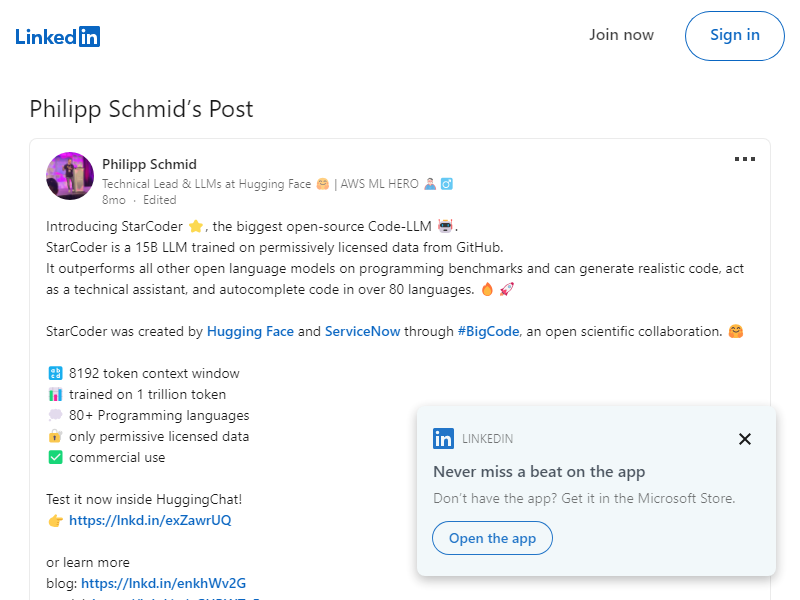 LinkedIn
Join now
Sign in
Philipp Schmid's Post
Philipp Schmid
Technical Lead & LLMs at Hugging Face 🤗 | AWS ML HERO 🦸🏻‍♂️
8mo · Edited
Introducing StarCoder ⭐️, the biggest open-source Code-LLM 🤖.
StarCoder is a 15B LLM trained on permissively licensed data from GitHub.
It outperforms all other open language models on programming benchmarks and can generate realistic code, act
as a technical assistant, and autocomplete code in over 80 languages. 🔥 🚀
StarCoder was created by Hugging Face and ServiceNow through #BigCode, an open scientific collaboration. 🤗
🔠 8192 token context window
📊 trained on 1 trillion token
💭 80+ Programming languages
🔐 only permissive licensed data
✅ commercial use
Test it now inside HuggingChat!
👉 https://lnkd.in/exZawrUQ
or learn more
blog: https://lnkd.in/enkhWv2G
LINKEDIN
Never miss a beat on the app
Don't have the app? Get it in the Microsoft Store.
Open the app